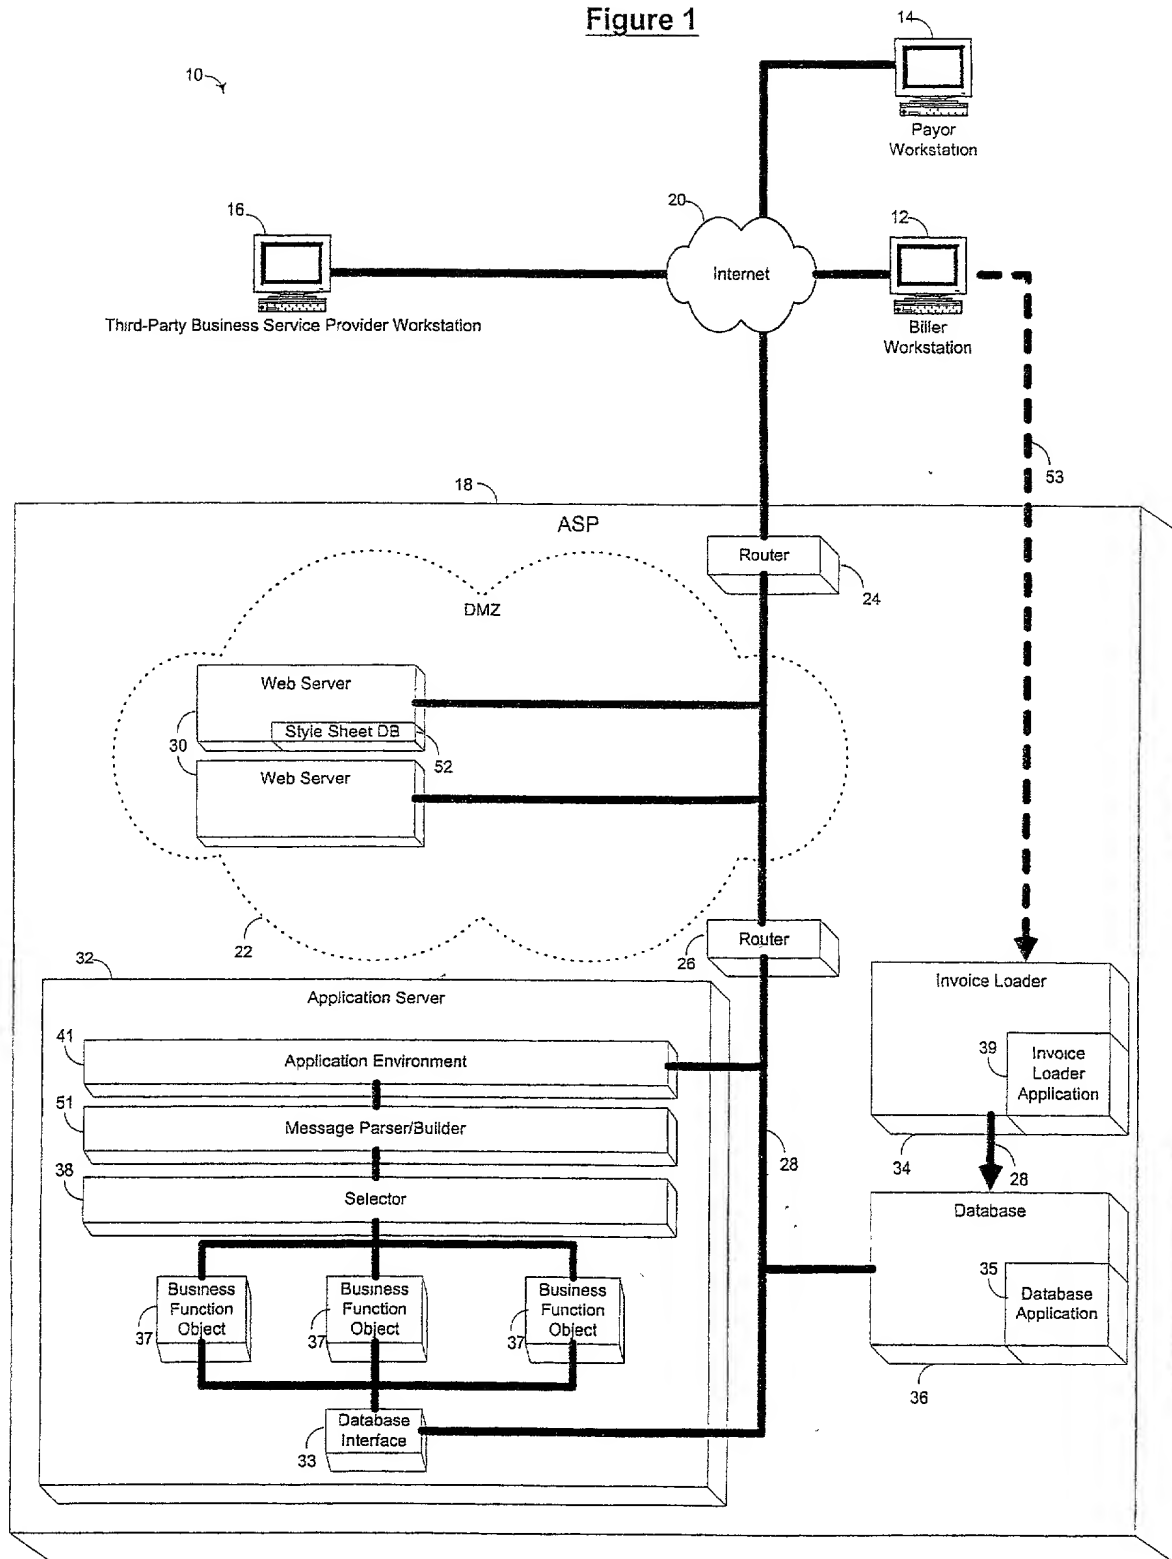 Figure 1
14
10
Payor
Workstation
16
20
12
Internet
Third-Party Business Service Provider Workstation
Biller
Workstation
53
18
ASP
Router
24
DMZ
Web Server
Style Sheet DB
30
52
Web Server
22
Router
26
32
Application Server
Invoice Loader
41
Application Environment
39
Invoice
Loader
Application
51
Message Parser/Builder
28
34
28
38
Selector
Database
35
Database
Application
Business
Function
Object
37
Business
Function
Object
37
Business
Function
Object
37
36
Database
Interface
33